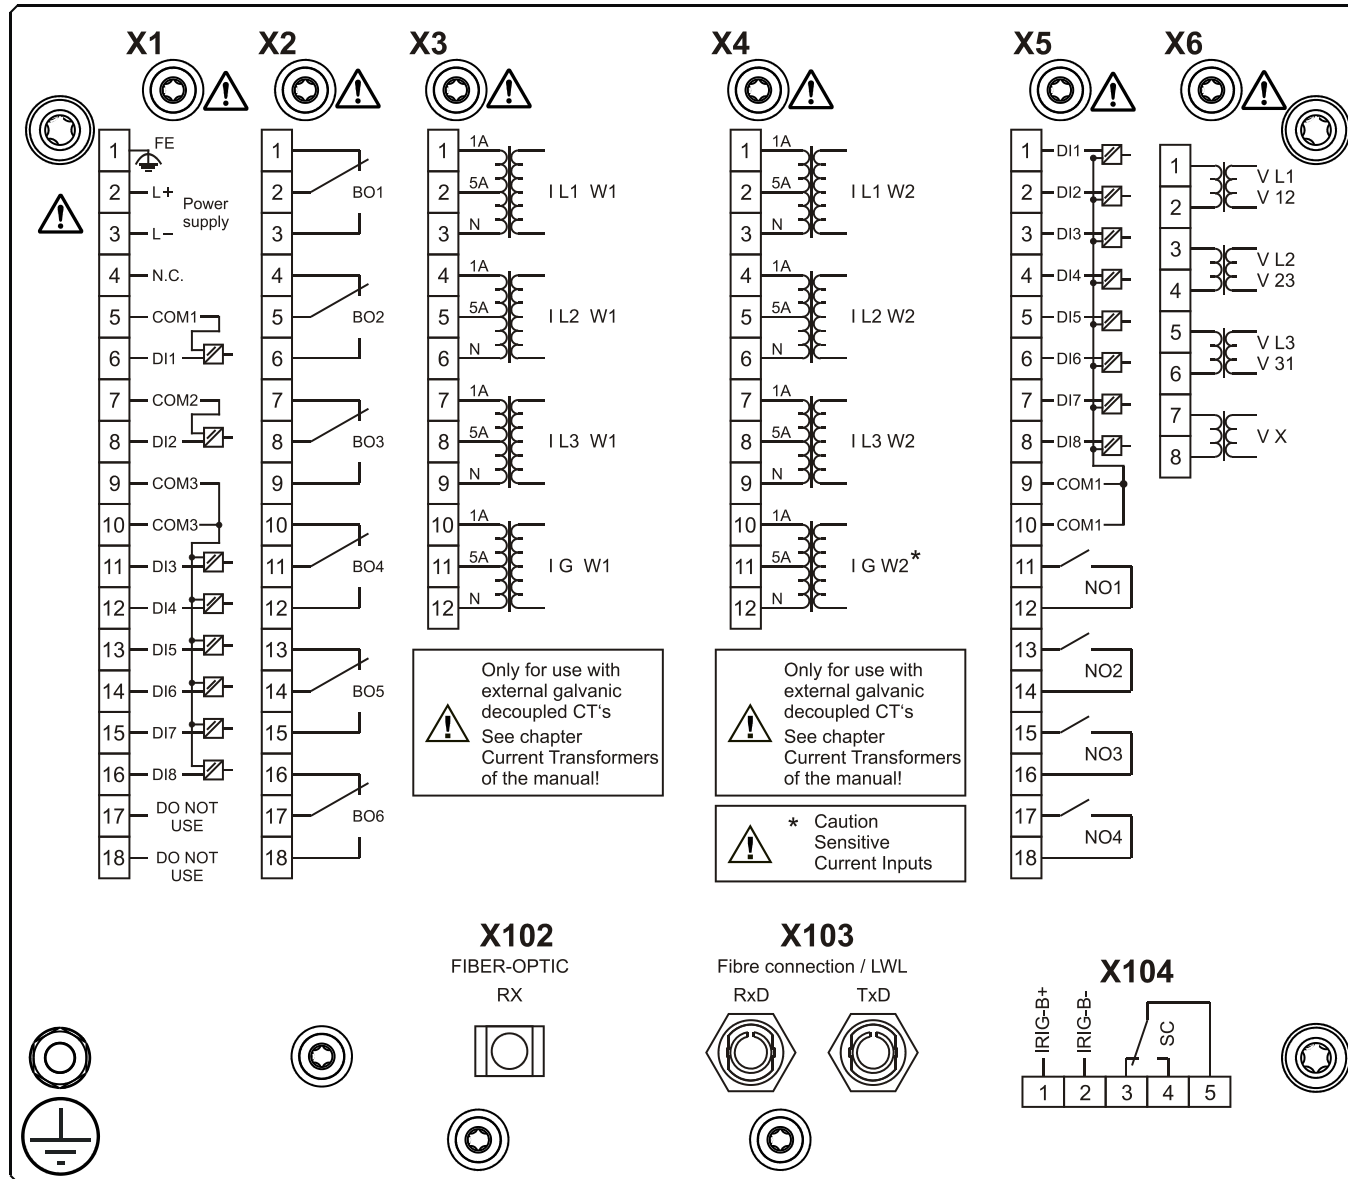 X1 X2 X3 X4 X5 X6
X1
1 FE
2 L+
3 L–
Power
supply
4 N.C.
5 COM1
6 DI1
7 COM2
8 DI2
9 COM3
10 COM3
11 DI3
12 DI4
13 DI5
14 DI6
15 DI7
16 DI8
17 DO NOT
USE
18 DO NOT
USE
1
2 BO1
3
4
5 BO2
6
7
8 BO3
9
10
11 BO4
12
13
14 BO5
15
16
17 BO6
18
1 1A
2 5A I L1 W1
3 N
4 1A
5 5A I L2 W1
6 N
7 1A
8 5A I L3 W1
9 N
10 1A
11 5A I G W1
12 N
Only for use with
external galvanic
decoupled CT's
See chapter
Current Transformers
of the manual!
1 1A
2 5A I L1 W2
3 N
4 1A
5 5A I L2 W2
6 N
7 1A
8 5A I L3 W2
9 N
10 1A
11 5A I G W2*
12 N
Only for use with
external galvanic
decoupled CT's
See chapter
Current Transformers
of the manual!
* Caution
Sensitive
Current Inputs
1 DI1
2 DI2
3 DI3
4 DI4
5 DI5
6 DI6
7 DI7
8 DI8
9 COM1
10 COM1
11
NO1
12
13
NO2
14
15
NO3
16
17
NO4
18
1 V L1
2 V 12
3 V L2
4 V 23
5 V L3
6 V 31
7
V X
8
X102
FIBER-OPTIC
RX
X103
Fibre connection / LWL
RxD TxD
X104
IRIG-B+
IRIG-B-
SC
1 2 3 4 5